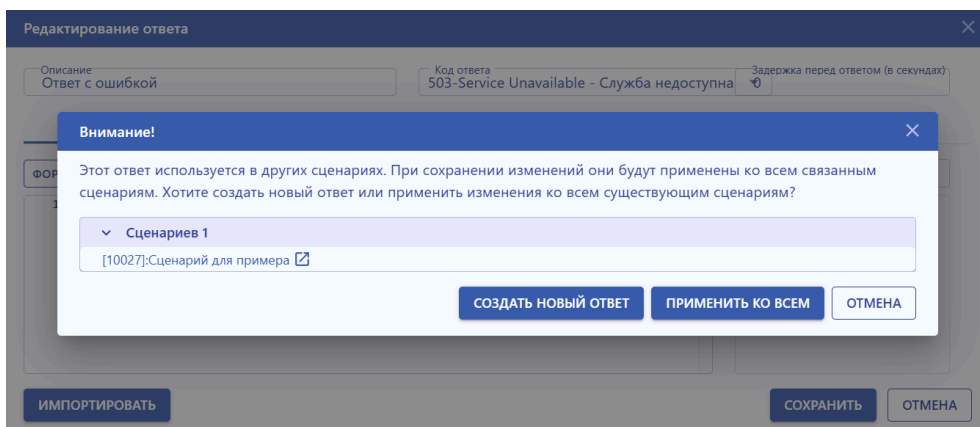 Редактирование ответа
Описание
Код ответа
Задержка перед ответом (в секундах)
Ответ с ошибкой
503-Service Unavailable - Служба недоступна
0
Внимание!
ФОР
1
Этот ответ используется в других сценариях. При сохранении изменений они будут применены ко всем связанным
сценариям. Хотите создать новый ответ или применить изменения ко всем существующим сценариям?
Сценариев 1
[10027]:Сценарий для примера
СОЗДАТЬ НОВЫЙ ОТВЕТ
ПРИМЕНИТЬ КО ВСЕМ
ОТМЕНА
ИМПОРТИРОВАТЬ
СОХРАНИТЬ
ОТМЕНА